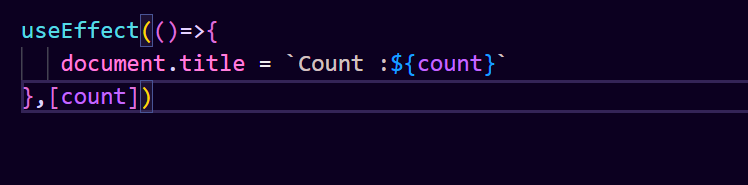 useEffect(()=>{
document.title = `Count :${count}`
},[count])